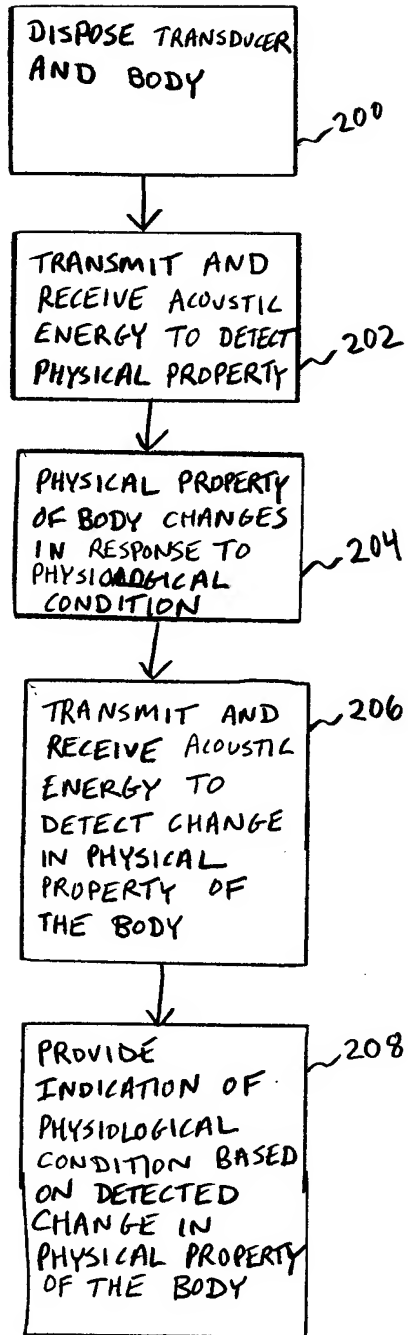 DISPOSE TRANSDUCER
AND BODY
200
TRANSMIT AND
RECEIVE ACOUSTIC
ENERGY TO DETECT
PHYSICAL PROPERTY
202
PHYSICAL PROPERTY
OF BODY CHANGES
IN RESPONSE TO
PHYSIOLOGICAL
CONDITION
204
TRANSMIT AND
RECEIVE ACOUSTIC
ENERGY TO
DETECT CHANGE
IN PHYSICAL
PROPERTY OF
THE BODY
206
PROVIDE
INDICATION OF
PHYSIOLOGICAL
CONDITION BASED
ON DETECTED
CHANGE IN
PHYSICAL PROPERTY
OF THE BODY
208